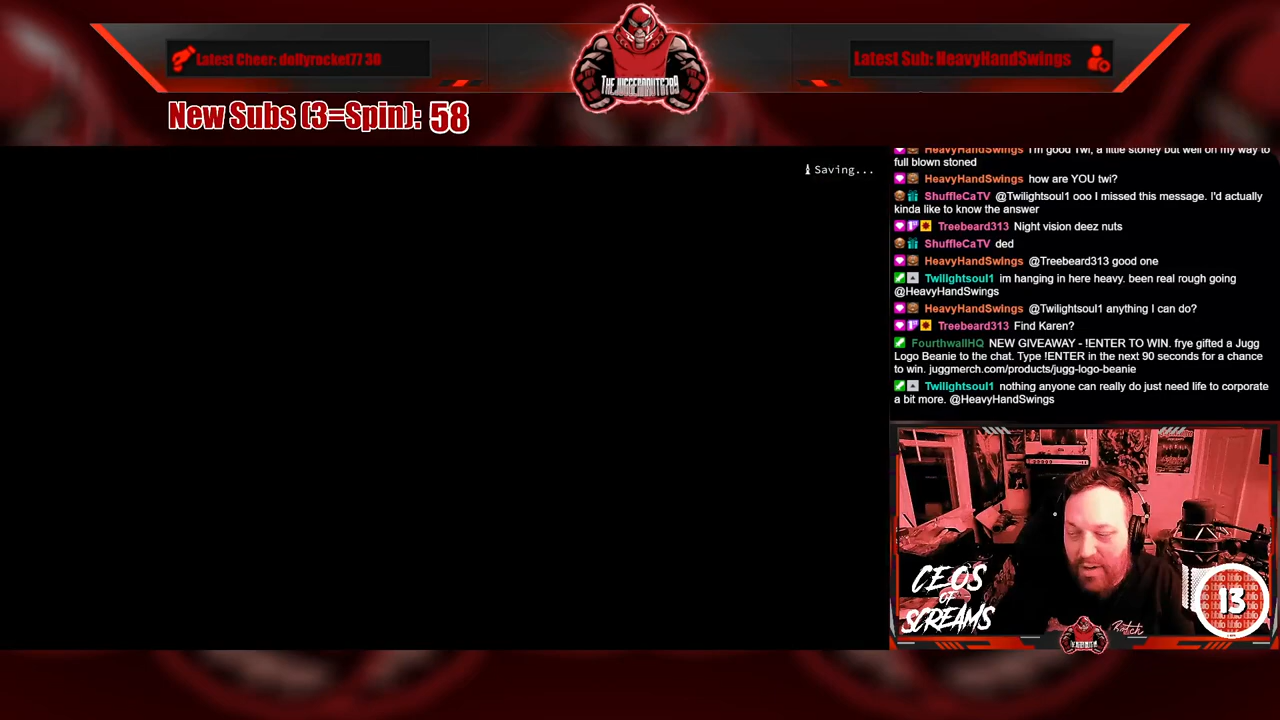 Latest Cheer: dollyrocket77 30
THEJUGGERNAUT6789
Latest Sub: HeavyHandSwings
New Subs (3=Spin): 58
Saving...
HeavyHandSwings I'm good Twi, a little stoney but well on my way to
full blown stoned
HeavyHandSwings how are YOU twi?
ShuffleCaTV @Twilightsoul1 ooo I missed this message. I'd actually
kinda like to know the answer
Treebeard313 Night vision deez nuts
ShuffleCaTV ded
HeavyHandSwings @Treebeard313 good one
Twilightsoul1 im hanging in here heavy. been real rough going
@HeavyHandSwings
HeavyHandSwings @Twilightsoul1 anything I can do?
Treebeard313 Find Karen?
FourthwallHQ NEW GIVEAWAY - !ENTER TO WIN. frye gifted a Jugg
Logo Beanie to the chat. Type !ENTER in the next 90 seconds for a chance
to win. juggmerch.com/products/jugg-logo-beanie
Twilightsoul1 nothing anyone can really do just need life to corporate
a bit more. @HeavyHandSwings
CEOS
OF
SCREAMS
13